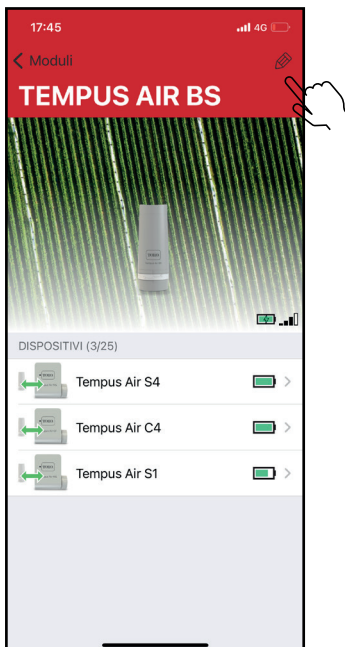 17:45 4G
Moduli
TEMPUS AIR BS
TORO
DISPOSITIVI (3/25)
Tempus Air S4
Tempus Air C4
Tempus Air S1